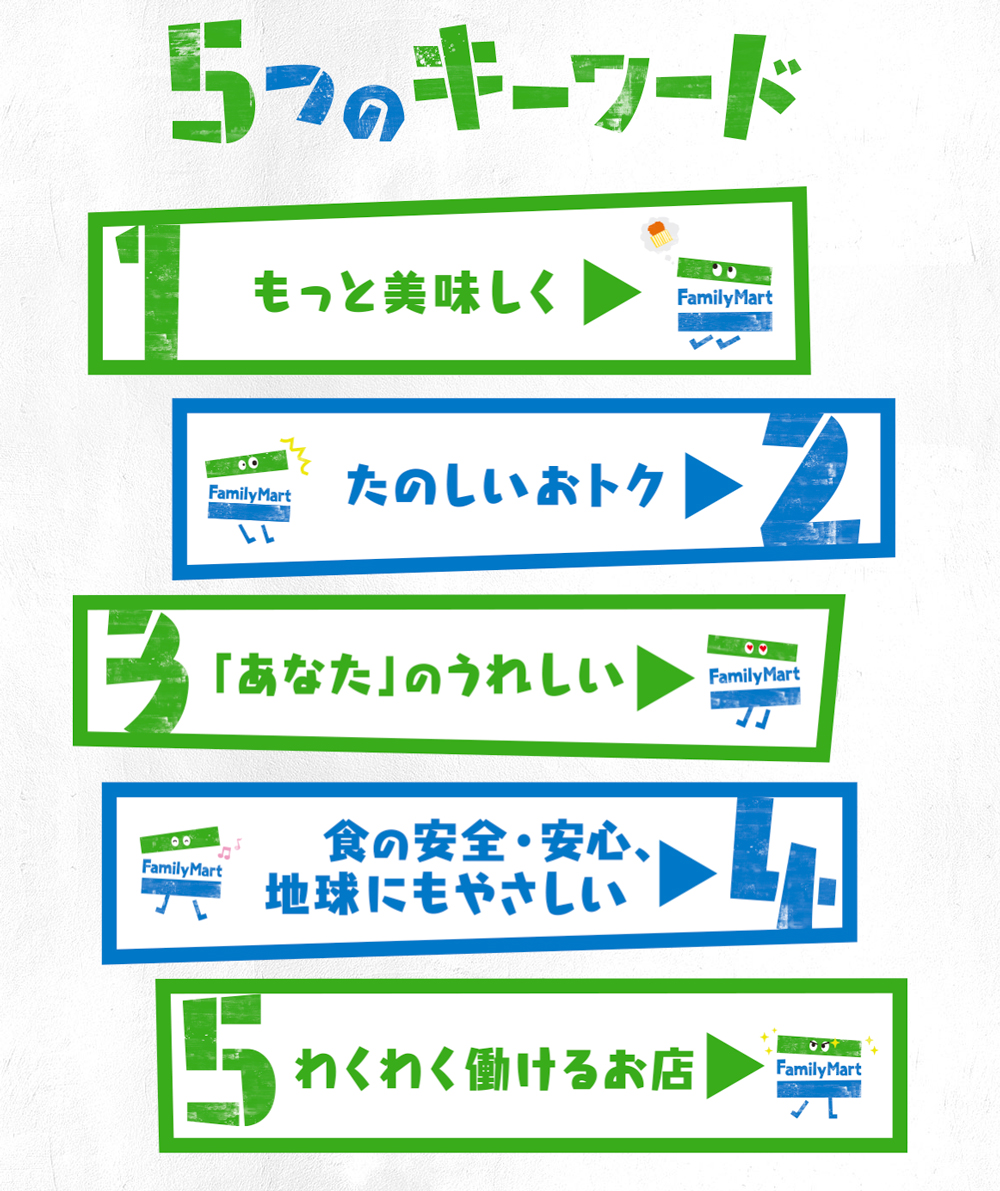 5つのキーワード
1
もっと美味しく
FamilyMart
FamilyMart
たのしいおトク
2
3
「あなた」のうれしい
FamilyMart
FamilyMart
食の安全・安心、
地球にもやさしい
4
5
わくわく働けるお店
FamilyMart